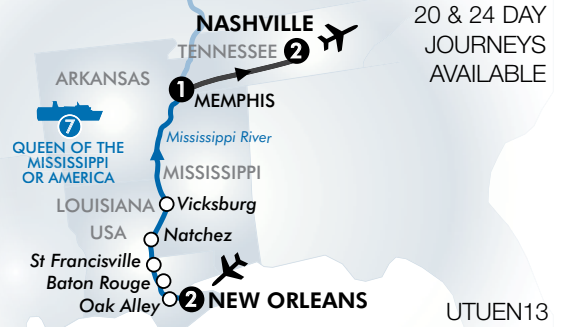 NASHVILLE
20 & 24 DAY
JOURNEYS
AVAILABLE
TENNESSEE 2
ARKANSAS
1
MEMPHIS
7
QUEEN OF THE
MISSISSIPPI
OR AMERICA
Mississippi River
MISSISSIPPI
LOUISIANA
Vicksburg
USA
Natchez
St Francisville
Baton Rouge
Oak Alley
2 NEW ORLEANS
UTUEN13